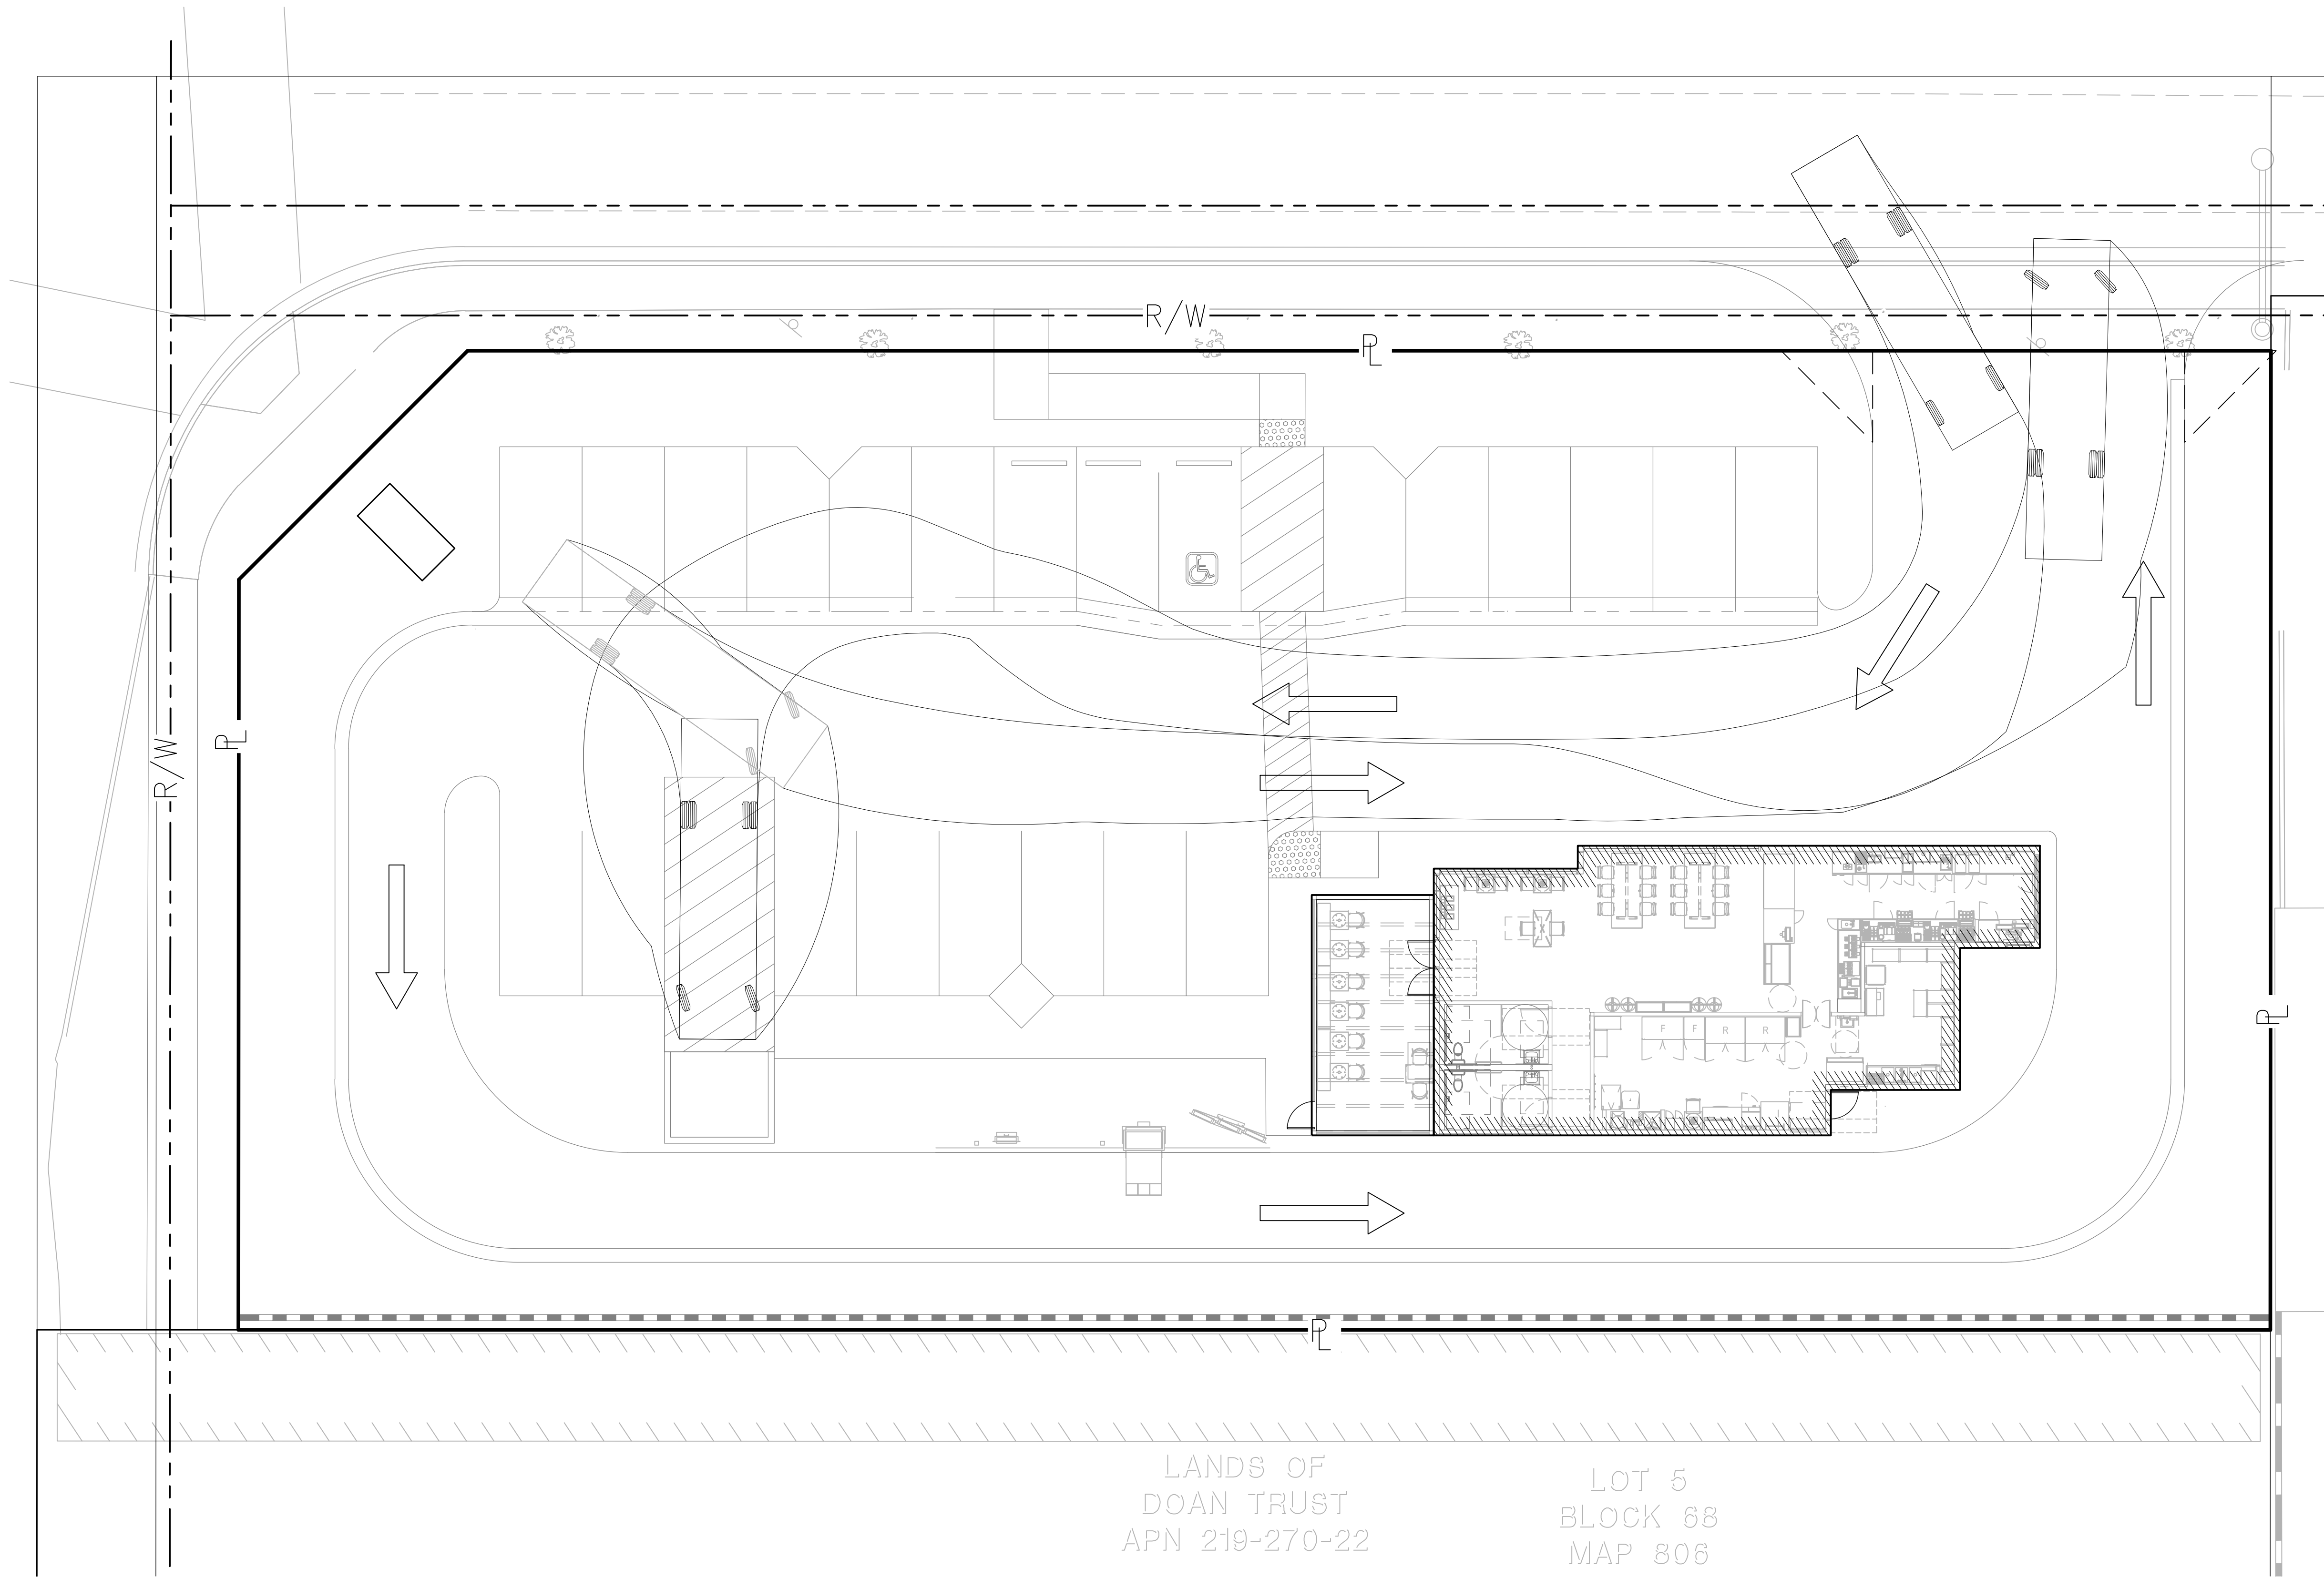 R/W
PL
PL
R/W
F
F
R
R
PL
PL
LANDS OF
DOAN TRUST
APN 219-270-22
LOT 5
BLOCK 68
MAP 806